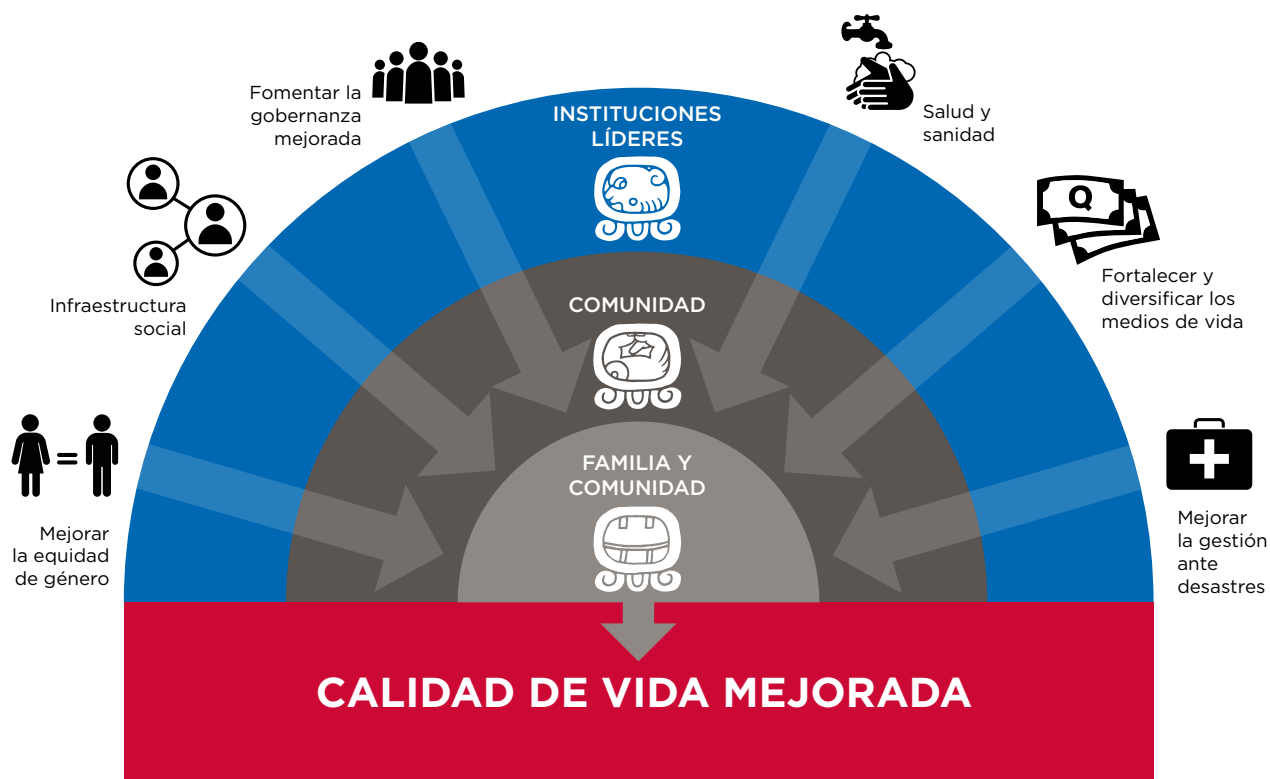 Fomentar la
gobernanza
mejorada
INSTITUCIONES
LÍDERES
Salud y
sanidad
Infraestructura
social
Q
Fortalecer y
diversificar los
medios de vida
COMUNIDAD
=
Mejorar
la equidad
de género
FAMILIA Y
COMUNIDAD
Mejorar
la gestión
ante
desastres
CALIDAD DE VIDA MEJORADA